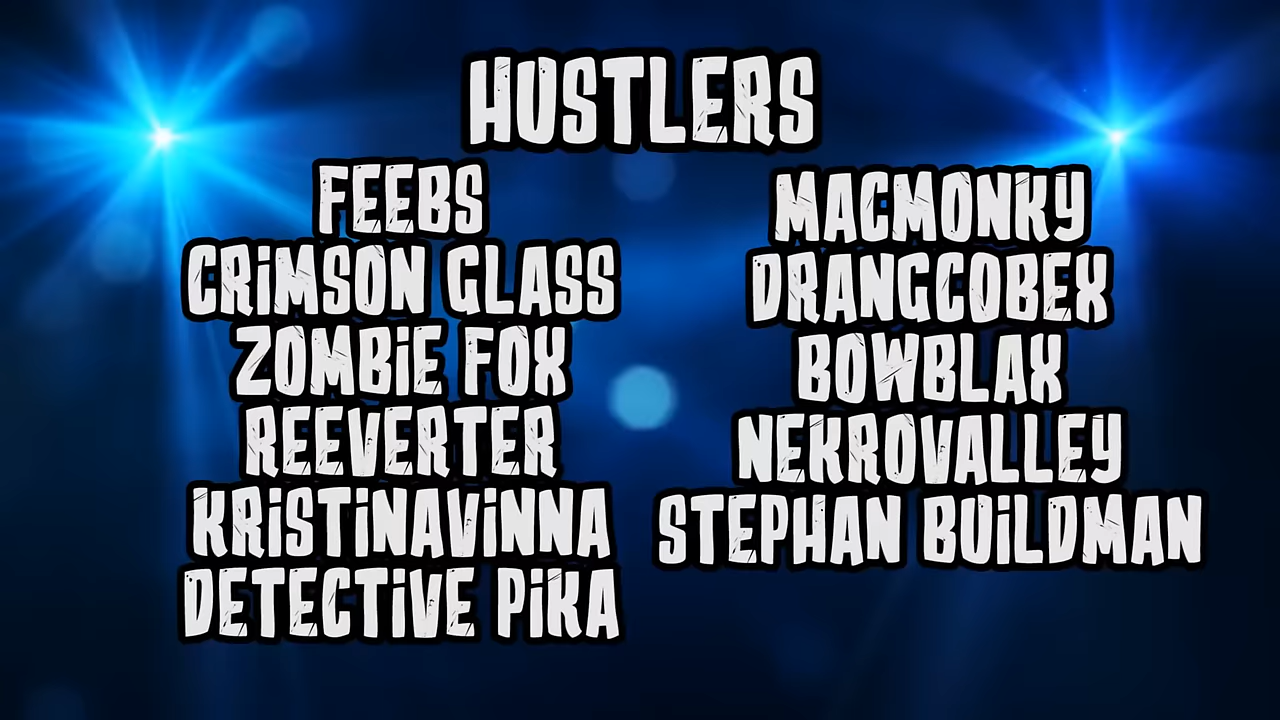 HUSTLERS
FEEBS
CRIMSON GLASS
ZOMBIE FOX
REEVERTER
KRISTINAVINNA
DETECTIVE PIKA
MACMONKY
DRANGCOBEX
BOWBLAX
NEKROVALLEY
STEPHAN BUILDMAN